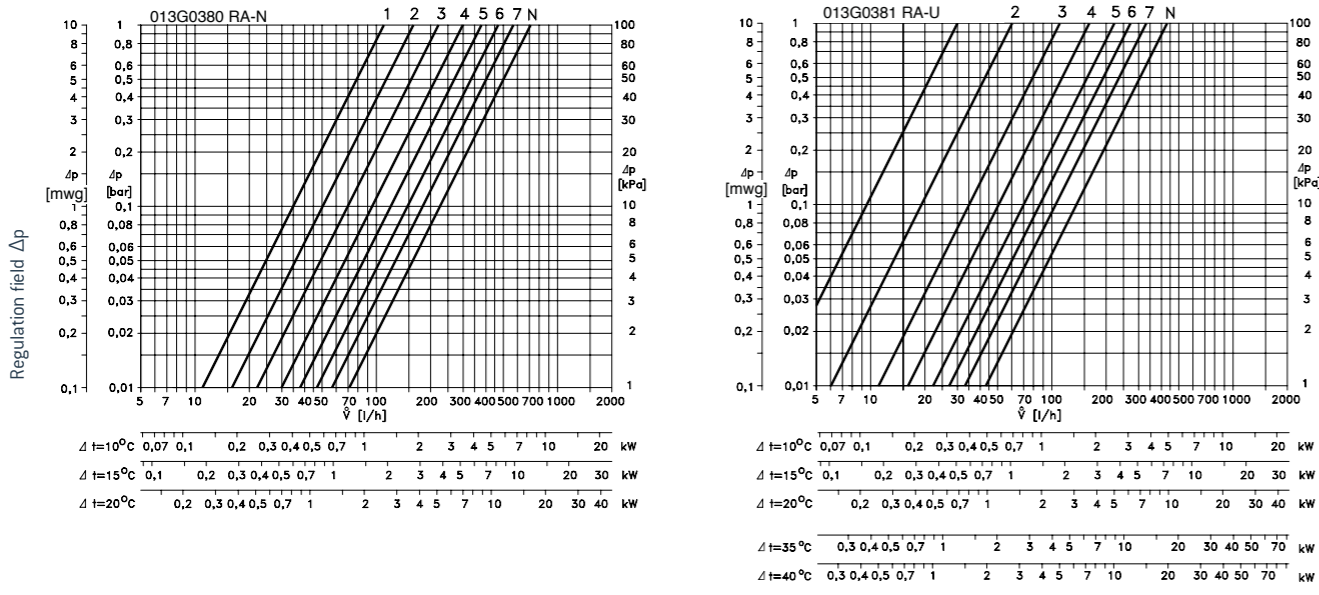 013G0380 RA-N 1 2 3 4 5 6 7 N
10 1 100
8 0,8 80
6 0,6 60
5 0,5 50
4 0,4 40
3 0,3 30
2 0,2 20
Δp Δp Δp
[mwg] [bar] [kPa]
1 0,1 10
0,8 0,08 8
0,6 0,06 6
0,5 0,05 5
0,4 0,04 4
0,3 0,03 3
0,2 0,02 2
0,1 0,01 1
Regulation field Δp
5 7 10 20 30 40 50 70 100 200 300 400 500 700 1000 2000
V̊ [l/h]
Δt=10°C 0,07 0,1 0,2 0,3 0,4 0,5 0,7 1 2 3 4 5 7 10 20 kW
Δt=15°C 0,1 0,2 0,3 0,4 0,5 0,7 1 2 3 4 5 7 10 20 30 kW
Δt=20°C 0,2 0,3 0,4 0,5 0,7 1 2 3 4 5 7 10 20 30 40 kW
013G0381 RA-U 2 3 4 5 6 7 N
10 1 100
8 0,8 80
6 0,6 60
5 0,5 50
4 0,4 40
3 0,3 30
2 0,2 20
Δp Δp Δp
[mwg] [bar] [kPa]
1 0,1 10
0,8 0,08 8
0,6 0,06 6
0,5 0,05 5
0,4 0,04 4
0,3 0,03 3
0,2 0,02 2
0,1 0,01 1
5 7 10 20 30 40 50 70 100 200 300 400 500 700 1000 2000
V̊ [l/h]
Δt=10°C 0,07 0,1 0,2 0,3 0,4 0,5 0,7 1 2 3 4 5 7 10 20 kW
Δt=15°C 0,1 0,2 0,3 0,4 0,5 0,7 1 2 3 4 5 7 10 20 30 kW
Δt=20°C 0,2 0,3 0,4 0,5 0,7 1 2 3 4 5 7 10 20 30 40 kW
Δt=35°C 0,3 0,4 0,5 0,7 1 2 3 4 5 7 10 20 30 40 50 70 kW
Δt=40°C 0,3 0,4 0,5 0,7 1 2 3 4 5 7 10 20 30 40 50 70 kW